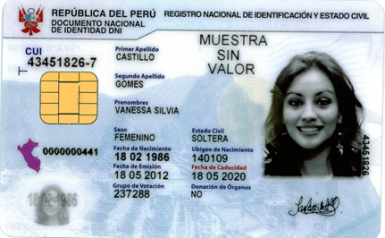 REPÚBLICA DEL PERÚ REGISTRO NACIONAL DE IDENTIFICACIÓN Y ESTADO CIVIL
DOCUMENTO NACIONAL
DE IDENTIDAD DNI
CUI
43451826-7
T
Primer Apellido
CASTILLO
MUESTRA
SIN
VALOR
Segundo Apellido
GOMES
Prenombres
VANESSA SILVIA
Sexo Estado Civil
FEMENINO SOLTERA
Fecha de Nacimiento Ubigeo de Nacimiento
18 02 1986 140109
0000000441
Fecha de Emisión Fecha de Caducidad
18 05 2012 18 05 2020
Grupo de Votación Donación de Órganos
237288 NO
18 02 1986
43451826